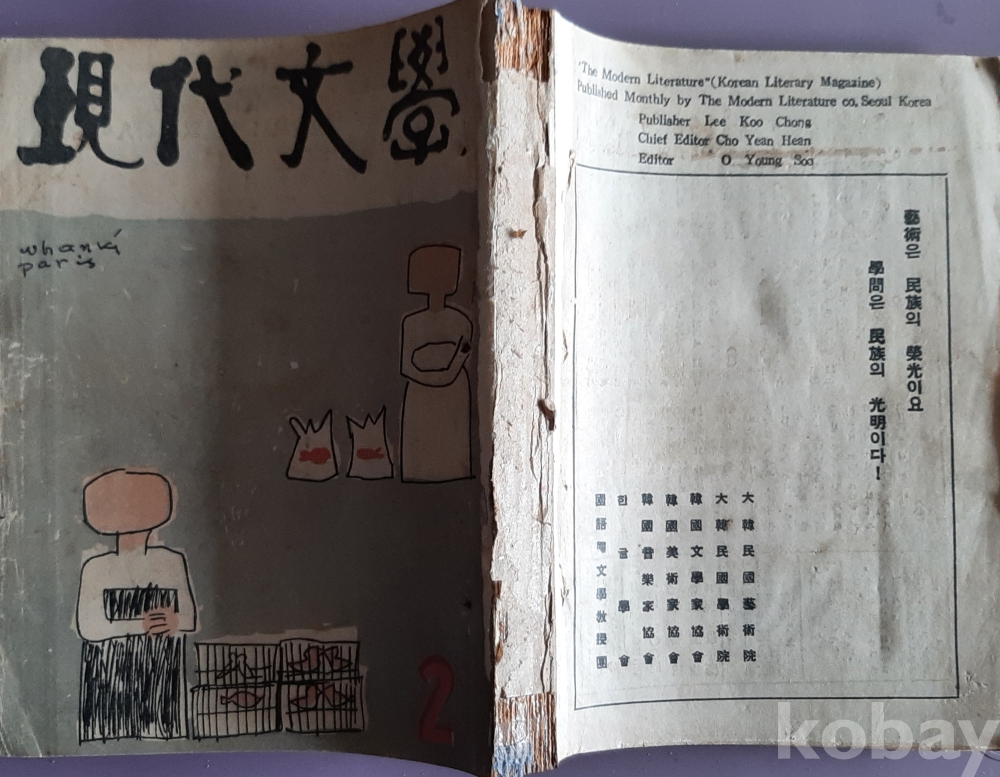 現代文學
whanki
paris
2
"The Modern Literature" (Korean Literary Magazine)
Published Monthly by The Modern Literature co, Seoul Korea
Publisher Lee Koo Chong
Chief Editor Cho Yean Hean
Editor O Young Soo
藝術은 民族의 榮光이요
學問은 民族의 光明이다!
大韓民國藝術院
大韓民國學術院
韓國文學家協會
韓國美術家協會
韓國音樂家協會
한글學會
國語國文學敎授團
kobay